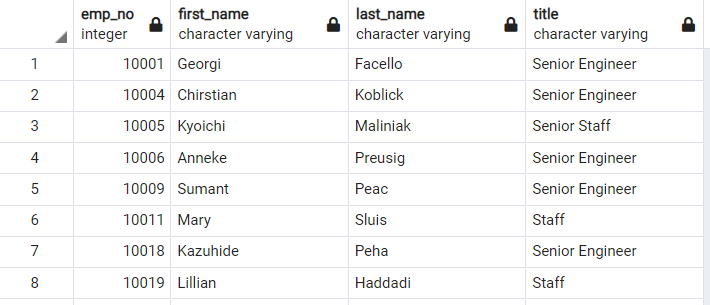 emp_no first_name last_name title
integer character varying character varying character varying
1 10001 Georgi Facello Senior Engineer
2 10004 Chirstian Koblick Senior Engineer
3 10005 Kyoichi Maliniak Senior Staff
4 10006 Anneke Preusig Senior Engineer
5 10009 Sumant Peac Senior Engineer
6 10011 Mary Sluis Staff
7 10018 Kazuhide Peha Senior Engineer
8 10019 Lillian Haddadi Staff